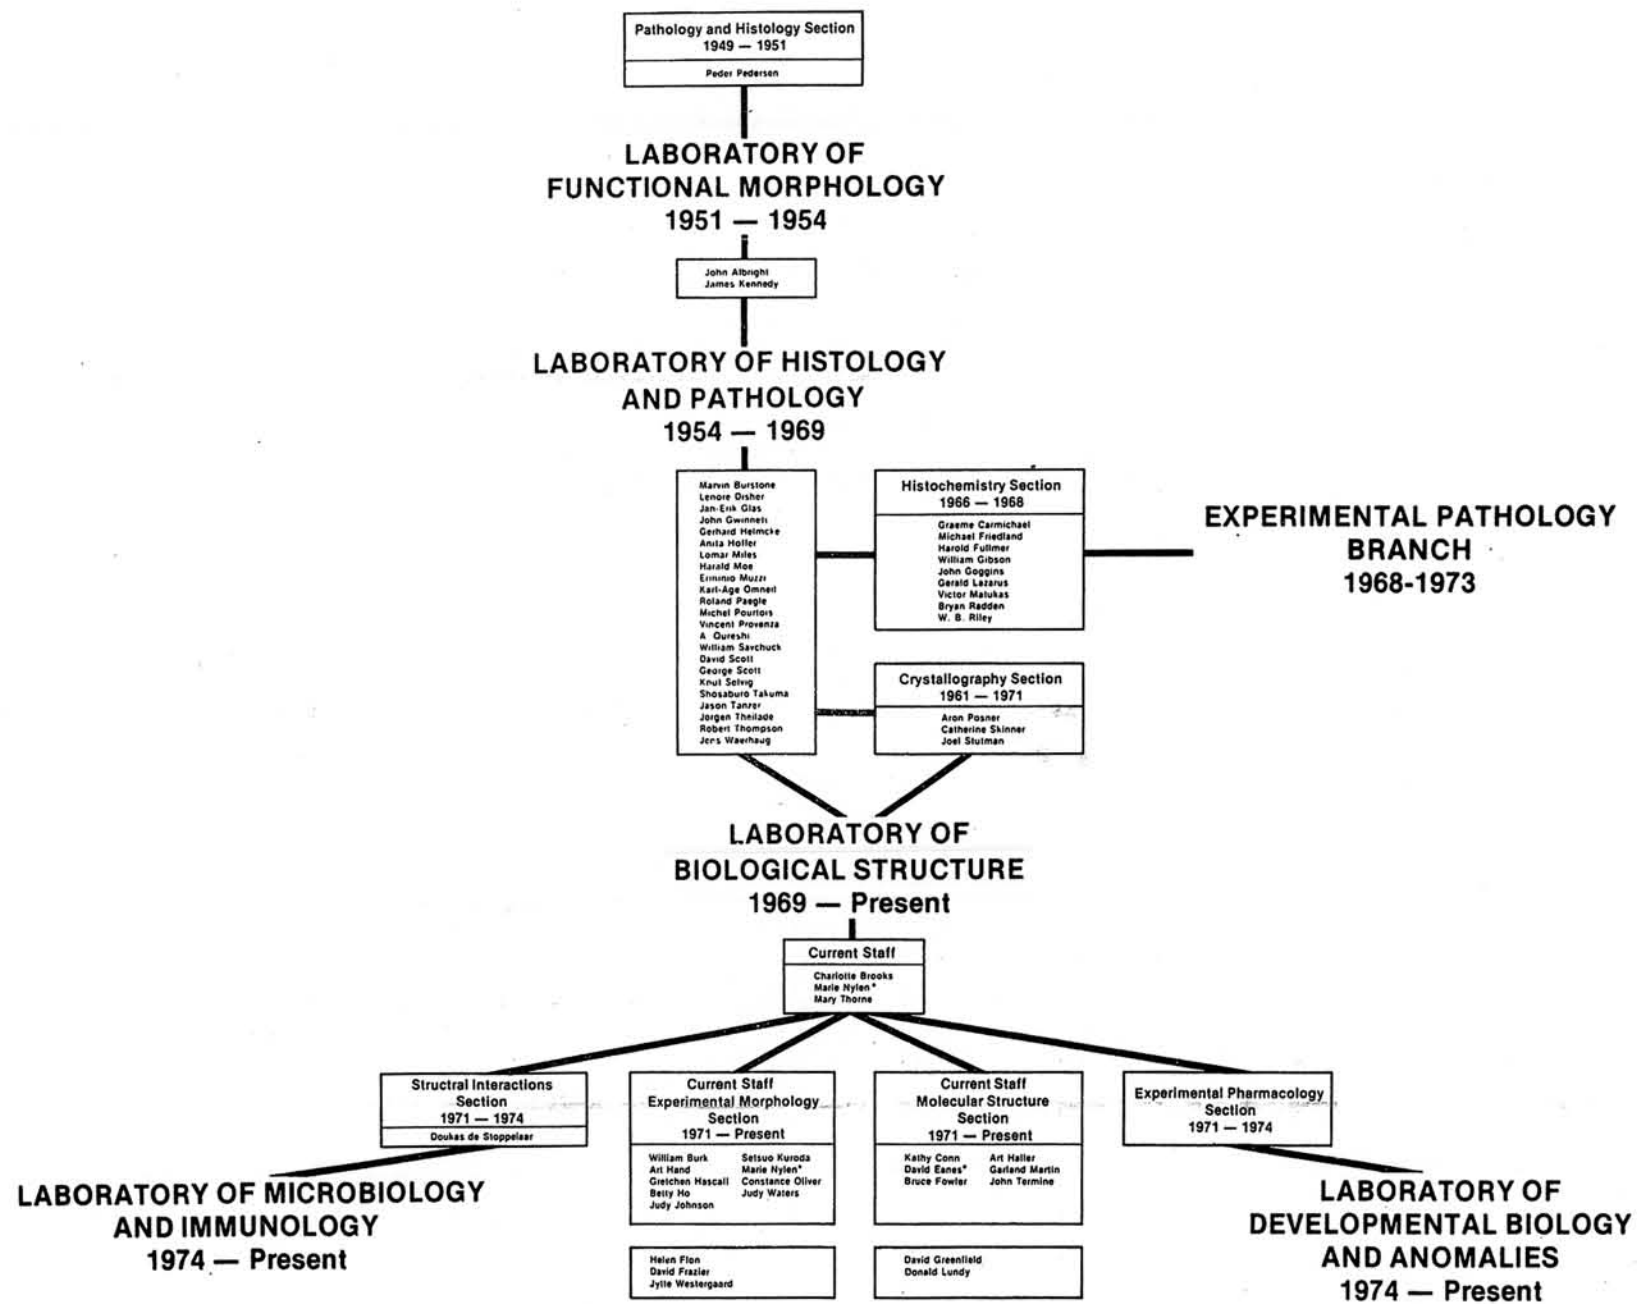 Pathology and Histology Section
1949 — 1951
Peder Pedersen
LABORATORY OF
FUNCTIONAL MORPHOLOGY
1951 — 1954
John Albright
James Kennedy
LABORATORY OF HISTOLOGY
AND PATHOLOGY
1954 — 1969
Marvin Burstone
Lenore Disher
Jan-Erik Glas
John Gwinnett
Gerhard Helmcke
Anita Hoffer
Lomar Miles
Harald Moe
Erminio Muzzi
Karl-Age Omnell
Roland Paegle
Michel Pourtois
Vincent Provenza
A Qureshi
William Savchuck
David Scott
George Scott
Knut Selvig
Shosaburo Takuma
Jason Tanzer
Jorgen Theilade
Robert Thompson
Jens Waerhaug
Histochemistry Section
1966 — 1968
Graeme Carmichael
Michael Friedland
Harold Fullmer
William Gibson
John Goggins
Gerald Lazarus
Victor Matukas
Bryan Radden
W. B. Riley
EXPERIMENTAL PATHOLOGY
BRANCH
1968-1973
Crystallography Section
1961 — 1971
Aron Posner
Catherine Skinner
Joel Stutman
LABORATORY OF
BIOLOGICAL STRUCTURE
1969 — Present
Current Staff
Charlotte Brooks
Marie Nylen*
Mary Thorne
Structral Interactions
Section
1971 — 1974
Doukas de Stoppelaar
LABORATORY OF MICROBIOLOGY
AND IMMUNOLOGY
1974 — Present
Current Staff
Experimental Morphology
Section
1971 — Present
William Burk
Art Hand
Gretchen Hascall
Betty Ho
Judy Johnson
Setsuo Kuroda
Marie Nylen*
Constance Oliver
Judy Waters
Helen Flon
David Frazier
Jytte Westergaard
Current Staff
Molecular Structure
Section
1971 — Present
Kathy Conn
David Eanes*
Bruce Fowler
Art Haller
Garland Martin
John Termine
David Greenfield
Donald Lundy
Experimental Pharmacology
Section
1971 — 1974
LABORATORY OF
DEVELOPMENTAL BIOLOGY
AND ANOMALIES
1974 — Present